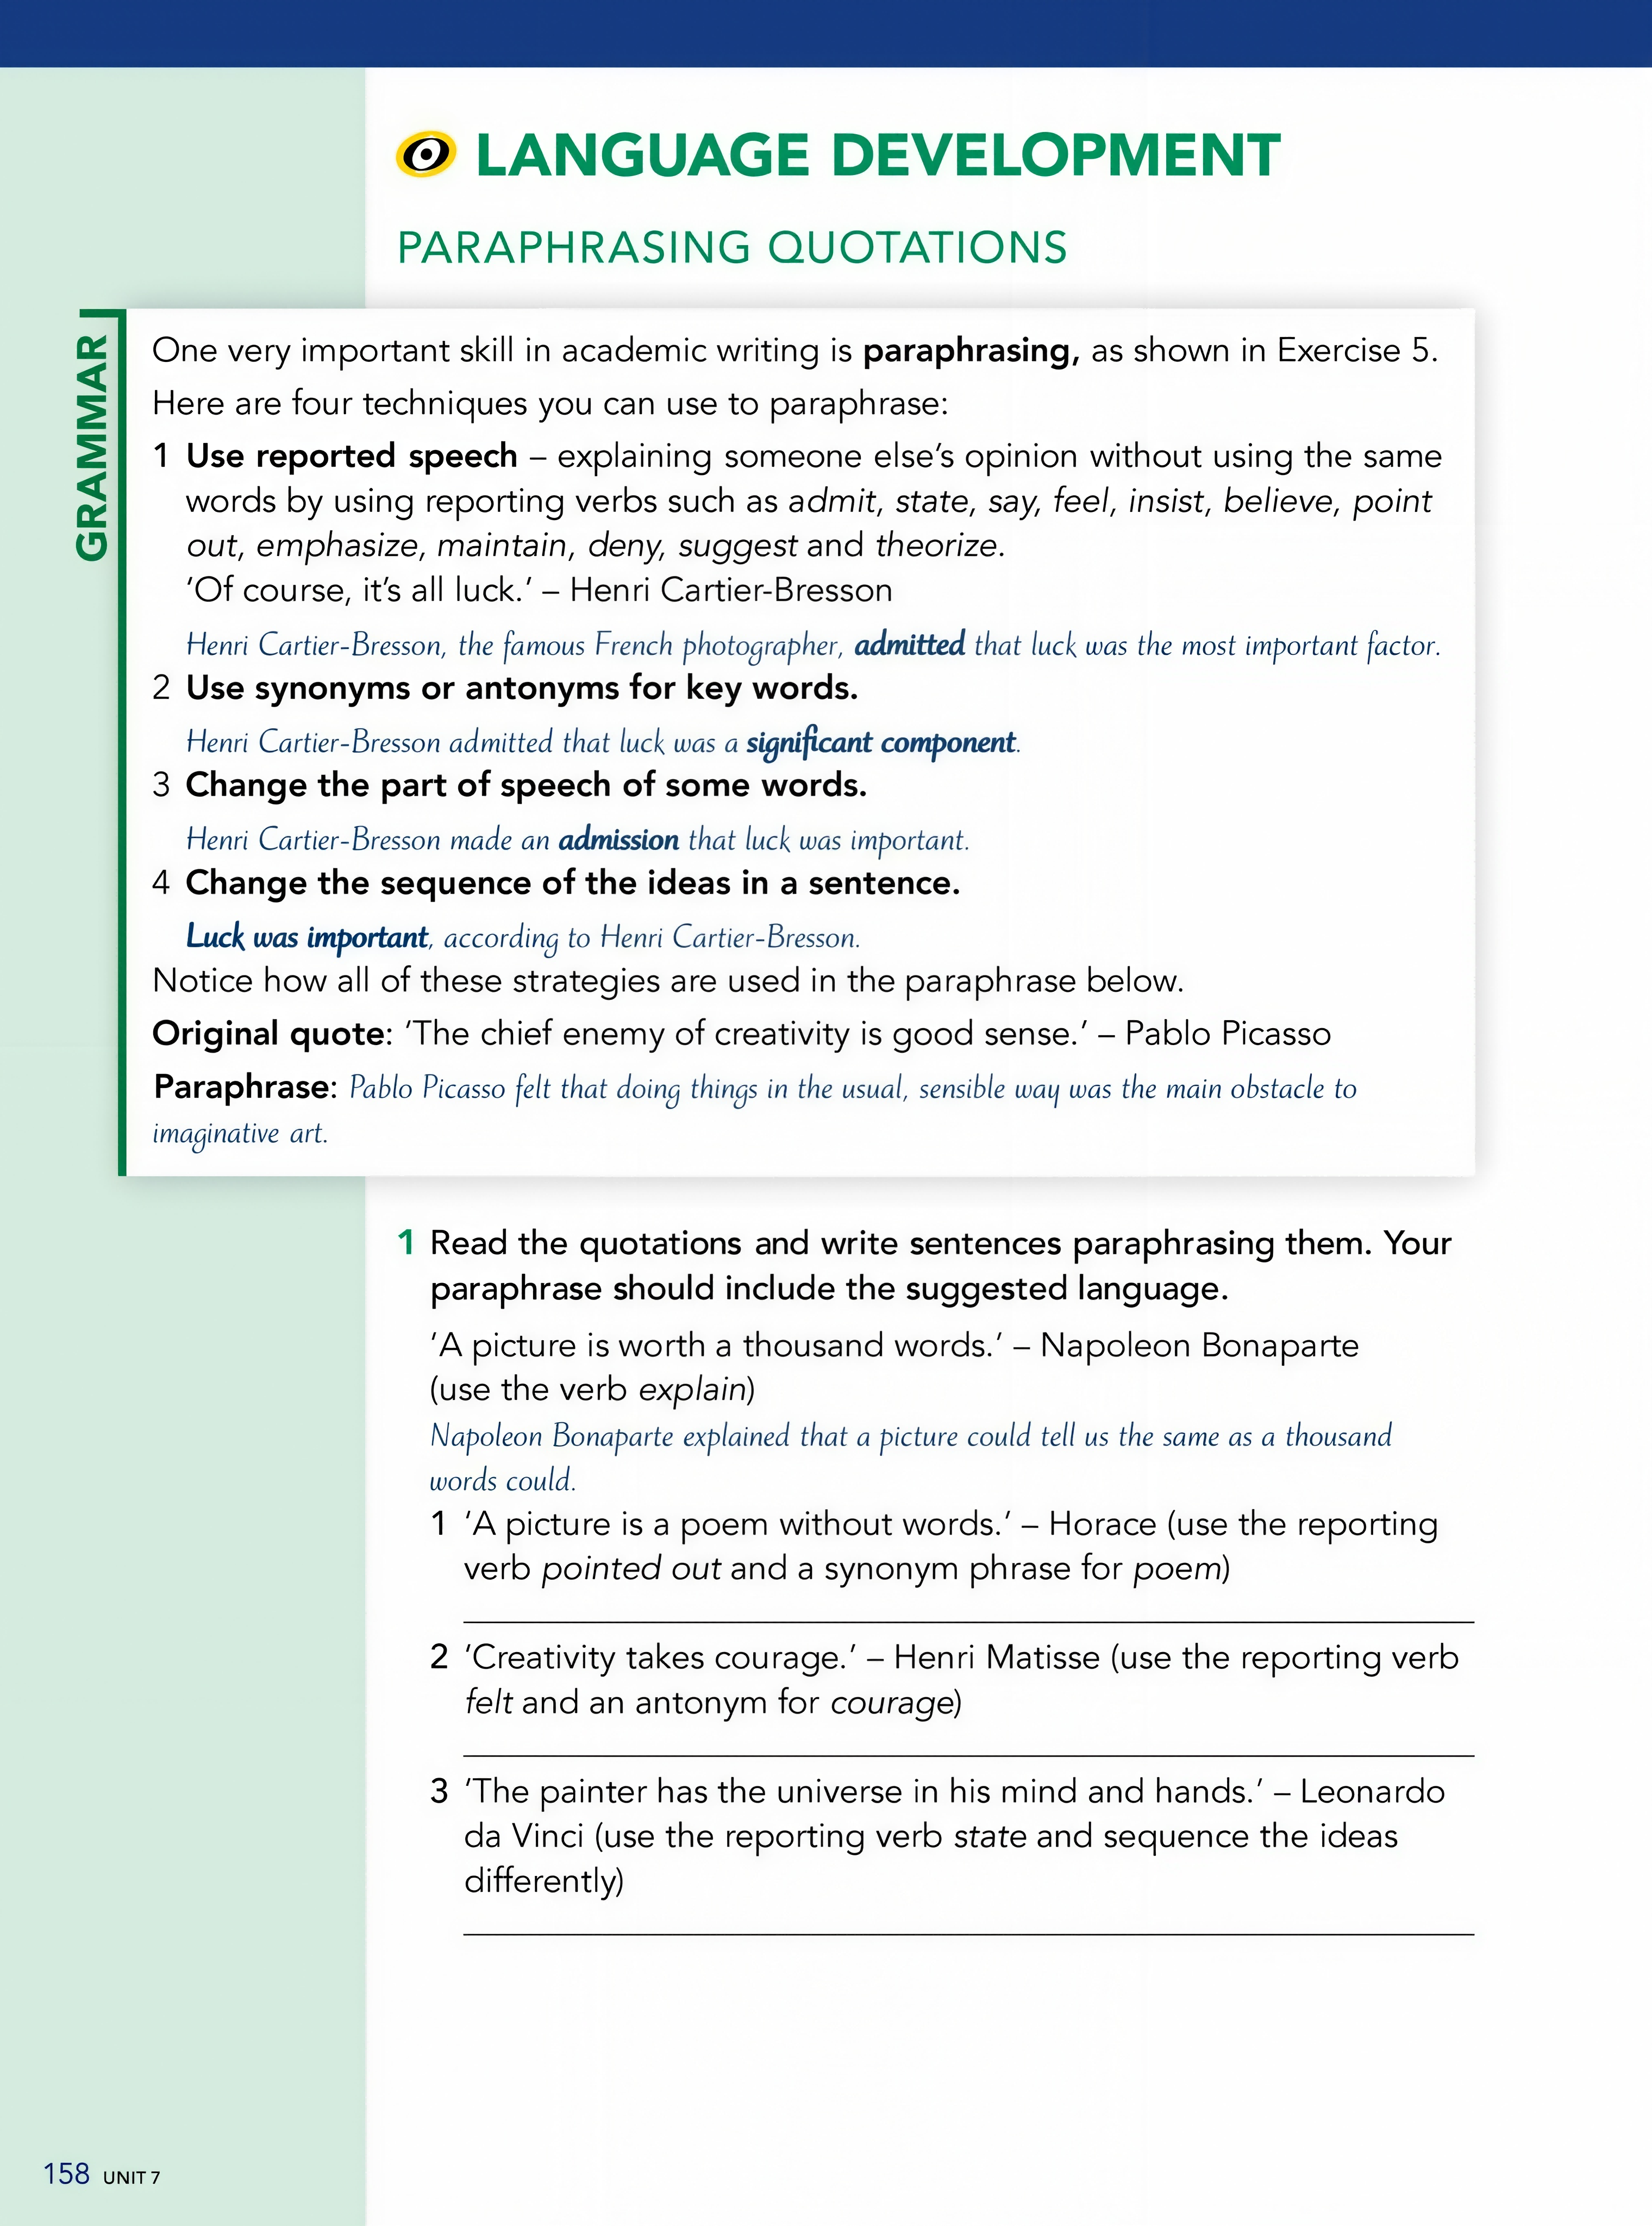 LANGUAGE DEVELOPMENT
PARAPHRASING QUOTATIONS
GRAMMAR
One very important skill in academic writing is paraphrasing, as shown in Exercise 5.
Here are four techniques you can use to paraphrase:
1 Use reported speech – explaining someone else’s opinion without using the same
words by using reporting verbs such as admit, state, say, feel, insist, believe, point
out, emphasize, maintain, deny, suggest and theorize.
‘Of course, it’s all luck.’ – Henri Cartier-Bresson
Henri Cartier-Bresson, the famous French photographer, admitted that luck was the most important factor.
2 Use synonyms or antonyms for key words.
Henri Cartier-Bresson admitted that luck was a significant component.
3 Change the part of speech of some words.
Henri Cartier-Bresson made an admission that luck was important.
4 Change the sequence of the ideas in a sentence.
Luck was important, according to Henri Cartier-Bresson.
Notice how all of these strategies are used in the paraphrase below.
Original quote: ‘The chief enemy of creativity is good sense.’ – Pablo Picasso
Paraphrase: Pablo Picasso felt that doing things in the usual, sensible way was the main obstacle to
imaginative art.
1 Read the quotations and write sentences paraphrasing them. Your
paraphrase should include the suggested language.
‘A picture is worth a thousand words.’ – Napoleon Bonaparte
(use the verb explain)
Napoleon Bonaparte explained that a picture could tell us the same as a thousand
words could.
1 ‘A picture is a poem without words.’ – Horace (use the reporting
verb pointed out and a synonym phrase for poem)
2 ‘Creativity takes courage.’ – Henri Matisse (use the reporting verb
felt and an antonym for courage)
3 ‘The painter has the universe in his mind and hands.’ – Leonardo
da Vinci (use the reporting verb state and sequence the ideas
differently)
158 UNIT 7